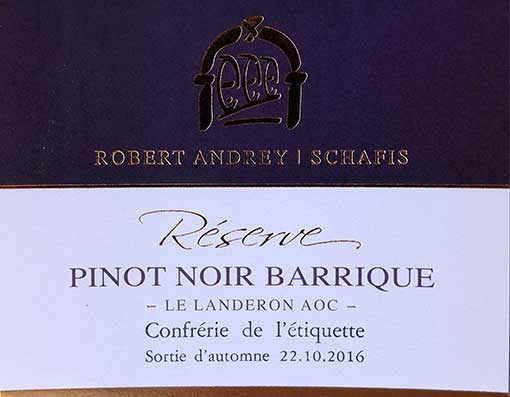 ROBERT ANDREY | SCHAFIS
Réserve
PINOT NOIR BARRIQUE
– LE LANDERON AOC –
Confrérie de l'étiquette
Sortie d'automne 22.10.2016